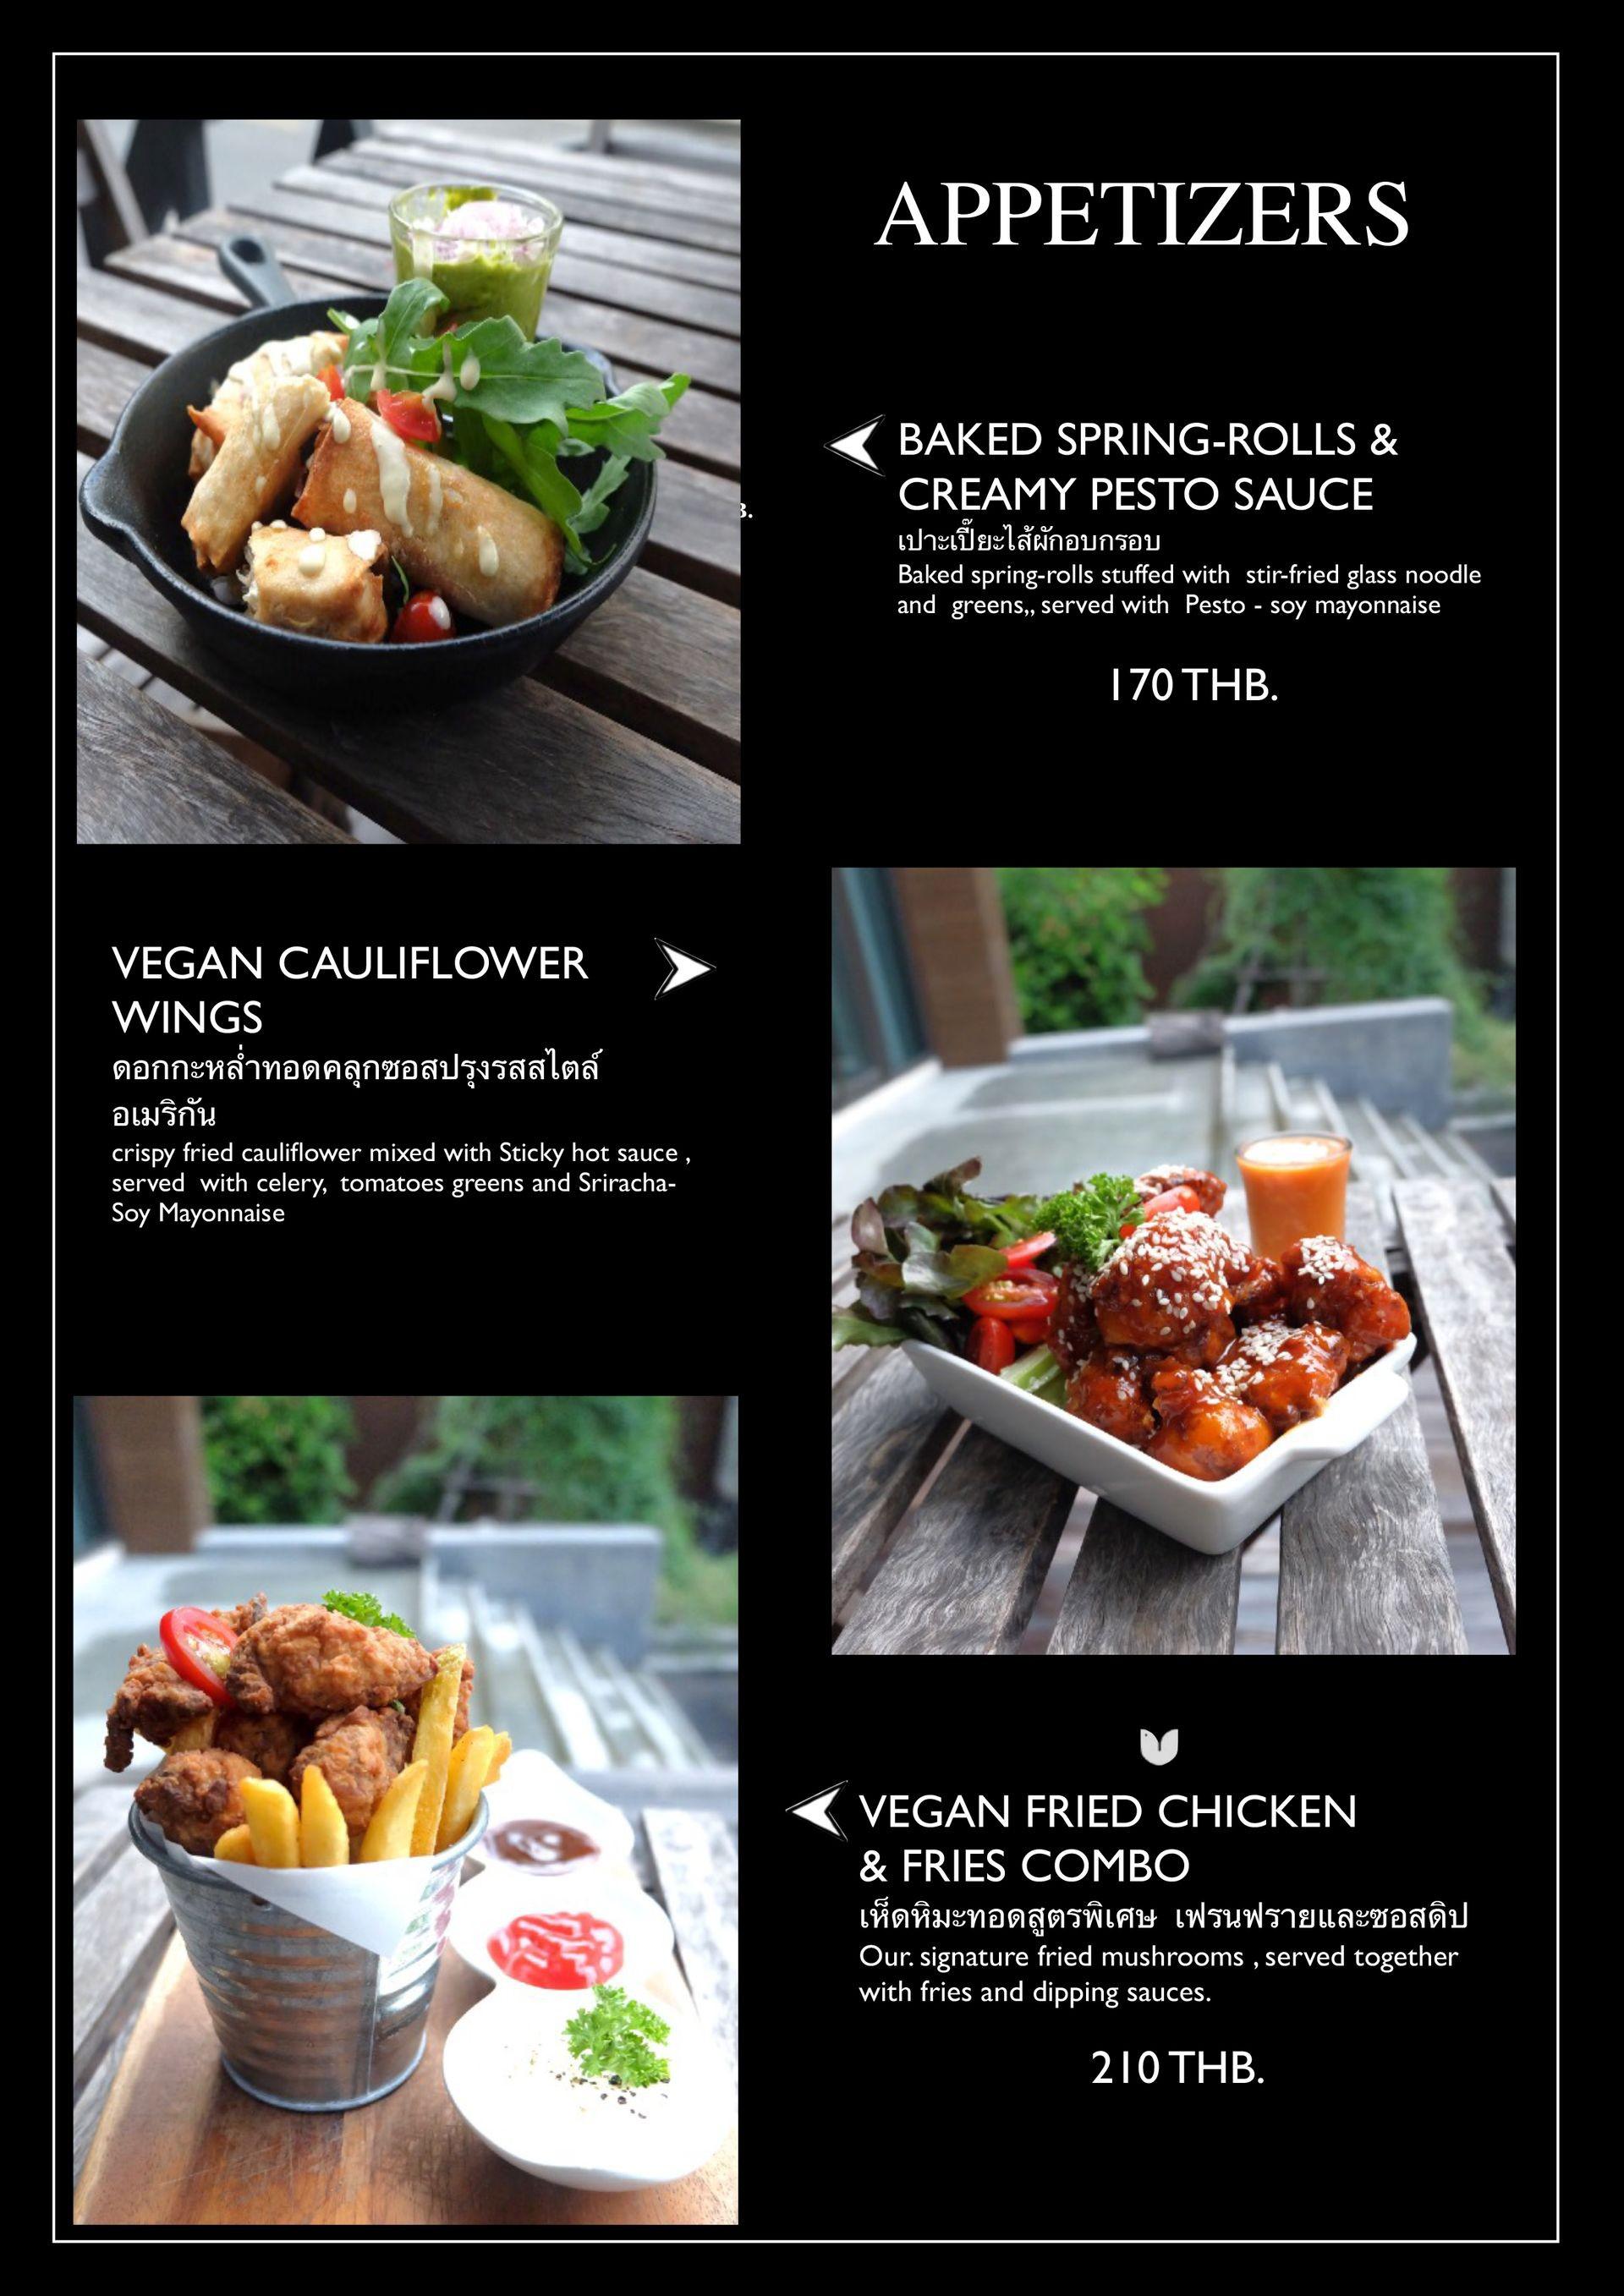 APPETIZERS
BAKED SPRING-ROLLS &
CREAMY PESTO SAUCE
เปาะเปี๊ยะไส้ผักอบกรอบ
Baked spring-rolls stuffed with  stir-fried glass noodle
and  greens,, served with  Pesto - soy mayonnaise
170 THB.
VEGAN CAULIFLOWER
WINGS
ดอกกะหล่ำทอดคลุกซอสปรุงรสสไตล์
อเมริกัน
crispy fried cauliflower mixed with Sticky hot sauce ,
served  with celery,  tomatoes greens and Sriracha-
Soy Mayonnaise
VEGAN FRIED CHICKEN
& FRIES COMBO
เห็ดหิมะทอดสูตรพิเศษ  เฟรนฟรายและซอสดิป
Our. signature fried mushrooms , served together
with fries and dipping sauces.
210 THB.